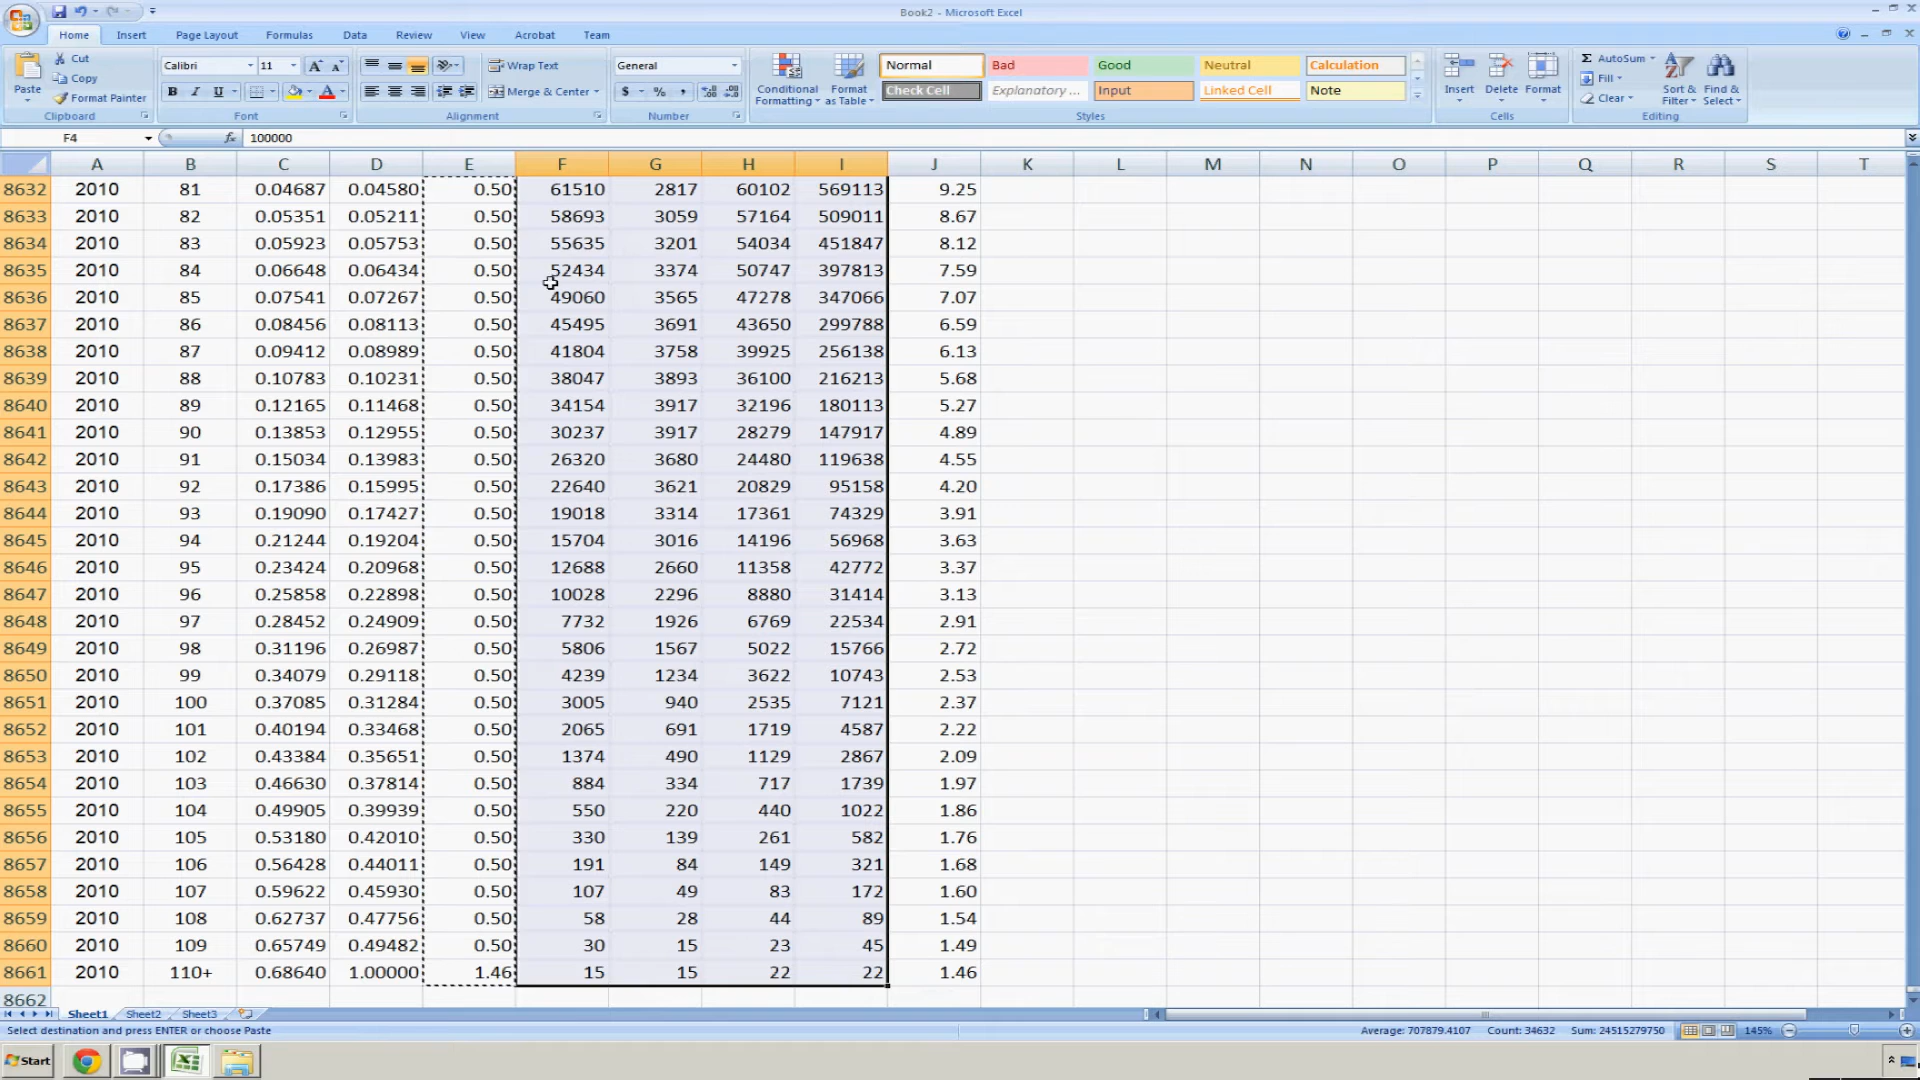 Book2 - Microsoft Excel
Home Insert Page Layout Formulas Data Review View Acrobat Team
Paste Cut Copy Format Painter Clipboard
Calibri 11 A A B I U A Font
Wrap Text Merge & Center Alignment
General $ % , Number
Conditional Formatting Format as Table Normal Bad Good Neutral Calculation
Check Cell Explanatory ... Input Linked Cell Note Styles
Insert Delete Format Cells
Σ AutoSum Fill Clear Sort & Filter Find & Select Editing
F4 fx 100000
A B C D E F G H I J K L M N O P Q R S T
8632 2010 81 0.04687 0.04580 0.50 61510 2817 60102 569113 9.25
8633 2010 82 0.05351 0.05211 0.50 58693 3059 57164 509011 8.67
8634 2010 83 0.05923 0.05753 0.50 55635 3201 54034 451847 8.12
8635 2010 84 0.06648 0.06434 0.50 52434 3374 50747 397813 7.59
8636 2010 85 0.07541 0.07267 0.50 49060 3565 47278 347066 7.07
8637 2010 86 0.08456 0.08113 0.50 45495 3691 43650 299788 6.59
8638 2010 87 0.09412 0.08989 0.50 41804 3758 39925 256138 6.13
8639 2010 88 0.10783 0.10231 0.50 38047 3893 36100 216213 5.68
8640 2010 89 0.12165 0.11468 0.50 34154 3917 32196 180113 5.27
8641 2010 90 0.13853 0.12955 0.50 30237 3917 28279 147917 4.89
8642 2010 91 0.15034 0.13983 0.50 26320 3680 24480 119638 4.55
8643 2010 92 0.17386 0.15995 0.50 22640 3621 20829 95158 4.20
8644 2010 93 0.19090 0.17427 0.50 19018 3314 17361 74329 3.91
8645 2010 94 0.21244 0.19204 0.50 15704 3016 14196 56968 3.63
8646 2010 95 0.23424 0.20968 0.50 12688 2660 11358 42772 3.37
8647 2010 96 0.25858 0.22898 0.50 10028 2296 8880 31414 3.13
8648 2010 97 0.28452 0.24909 0.50 7732 1926 6769 22534 2.91
8649 2010 98 0.31196 0.26987 0.50 5806 1567 5022 15766 2.72
8650 2010 99 0.34079 0.29118 0.50 4239 1234 3622 10743 2.53
8651 2010 100 0.37085 0.31284 0.50 3005 940 2535 7121 2.37
8652 2010 101 0.40194 0.33468 0.50 2065 691 1719 4587 2.22
8653 2010 102 0.43384 0.35651 0.50 1374 490 1129 2867 2.09
8654 2010 103 0.46630 0.37814 0.50 884 334 717 1739 1.97
8655 2010 104 0.49905 0.39939 0.50 550 220 440 1022 1.86
8656 2010 105 0.53180 0.42010 0.50 330 139 261 582 1.76
8657 2010 106 0.56428 0.44011 0.50 191 84 149 321 1.68
8658 2010 107 0.59622 0.45930 0.50 107 49 83 172 1.60
8659 2010 108 0.62737 0.47756 0.50 58 28 44 89 1.54
8660 2010 109 0.65749 0.49482 0.50 30 15 23 45 1.49
8661 2010 110+ 0.68640 1.00000 1.46 15 15 22 22 1.46
8662
Sheet1 Sheet2 Sheet3
Select destination and press ENTER or choose Paste Average: 707879.4107 Count: 34632 Sum: 24515279750 145%
Start